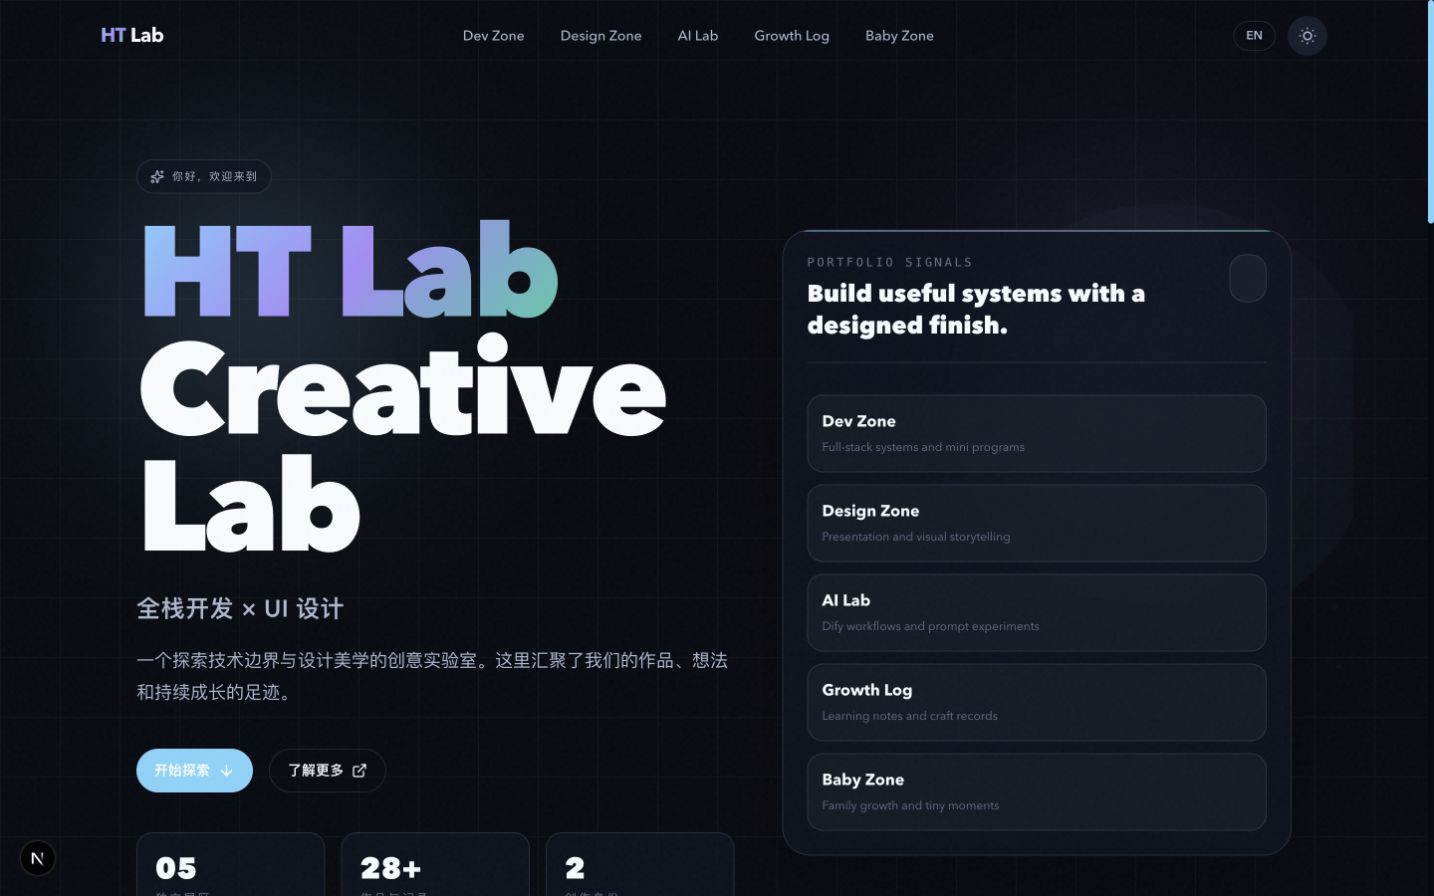 HT Lab
Dev Zone
Design Zone
AI Lab
Growth Log
Baby Zone
EN
你好，欢迎来到
HT Lab
Creative
Lab
全栈开发 × UI 设计
一个探索技术边界与设计美学的创意实验室。这里汇聚了我们的作品、想法
和持续成长的足迹。
开始探索
了解更多
05
28+
2
PORTFOLIO SIGNALS
Build useful systems with a
designed finish.
Dev Zone
Full-stack systems and mini programs
Design Zone
Presentation and visual storytelling
AI Lab
Dify workflows and prompt experiments
Growth Log
Learning notes and craft records
Baby Zone
Family growth and tiny moments
N